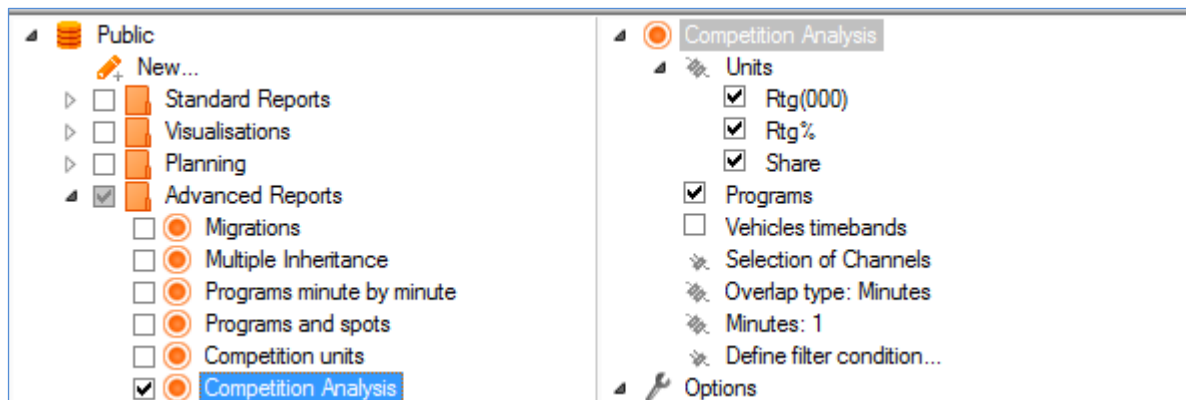 Public
New...
Standard Reports
Visualisations
Planning
Advanced Reports
Migrations
Multiple Inheritance
Programs minute by minute
Programs and spots
Competition units
Competition Analysis
Competition Analysis
Units
Rtg(000)
Rtg%
Share
Programs
Vehicles timebands
Selection of Channels
Overlap type: Minutes
Minutes: 1
Define filter condition...
Options